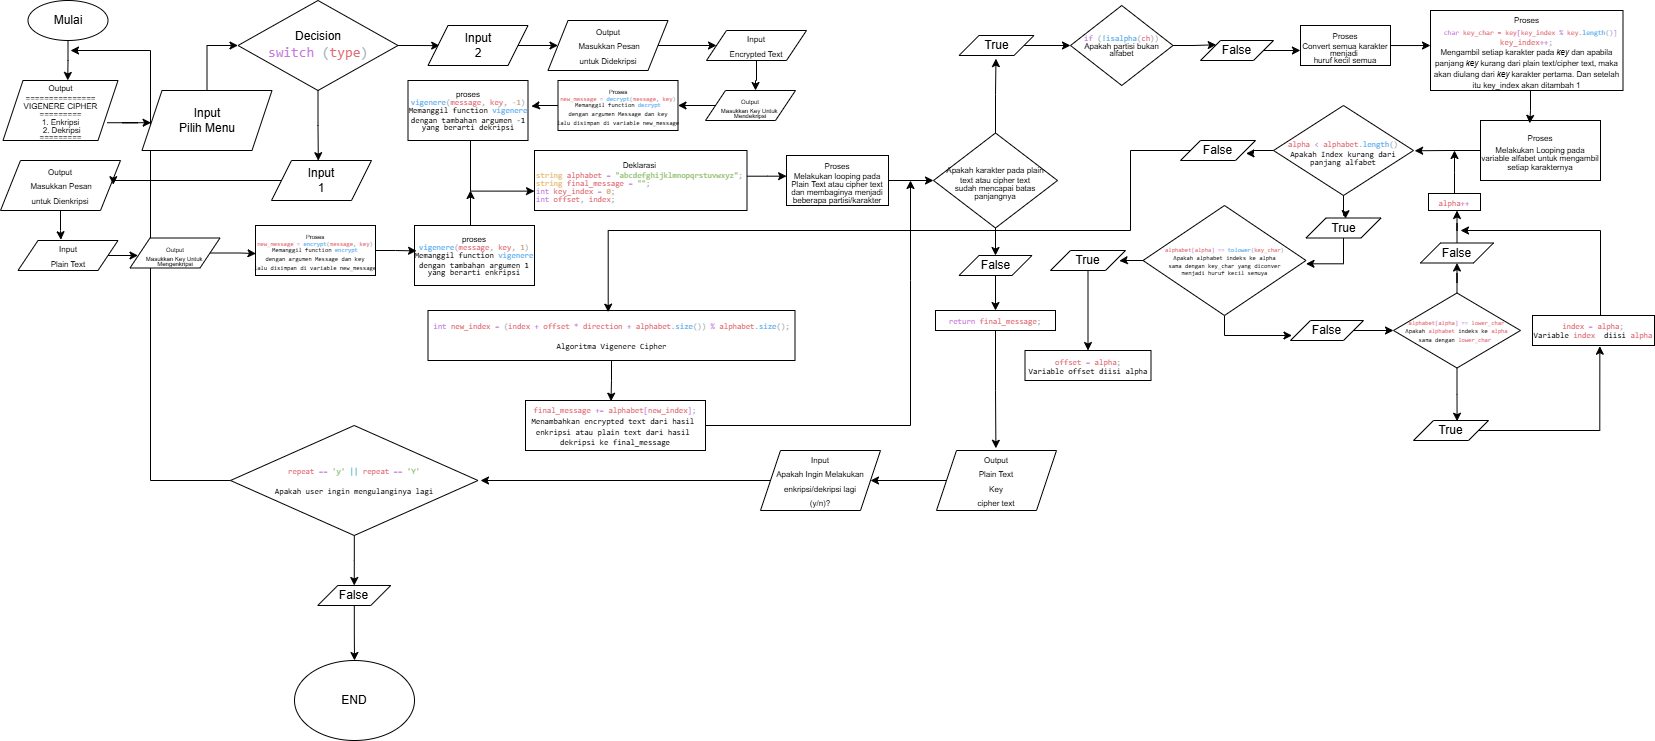 Mulai
Output
===============
VIGENERE CIPHER
=========
1. Enkripsi
2. Dekripsi
=========
Input
Pilih Menu
Decision
switch (type)
Input
2
Output
Masukkan Pesan
untuk Didekripsi
Input
Encrypted Text
Output
Masukkan Key Untuk
Mendekripsi
Proses
new_message = decrypt(message, key)
Memanggil function decrypt
dengan argumen Message dan key
lalu disimpan di variable new_message
proses
vigenere(message, key, -1)
Memanggil function vigenere
dengan tambahan argumen -1
yang berarti dekripsi
Input
1
Output
Masukkan Pesan
untuk Dienkripsi
Input
Plain Text
Output
Masukkan Key Untuk
Mengenkripsi
Proses
new_message = encrypt(message, key)
Memanggil function encrypt
dengan argumen Message dan key
lalu disimpan di variable new_message
proses
vigenere(message, key, 1)
Memanggil function vigenere
dengan tambahan argumen 1
yang berarti enkripsi
Deklarasi
string alphabet = "abcdefghijklmnopqrstuvwxyz";
string final_message = "";
int key_index = 0;
int offset, index;
Proses
Melakukan looping pada
Plain Text atau cipher text
dan membaginya menjadi
beberapa partisi/karakter
Apakah karakter pada plain
text atau cipher text
sudah mencapai batas
panjangnya
True
if (!isalpha(ch))
Apakah partisi bukan
alfabet
False
Proses
Convert semua karakter
menjadi
huruf kecil semua
Proses
char key_char = key[key_index % key.length()]
key_index++;
Mengambil setiap karakter pada key dan apabila
panjang key kurang dari plain text/cipher text, maka
akan diulang dari key karakter pertama. Dan setelah
itu key_index akan ditambah 1
Proses
Melakukan Looping pada
variable alfabet untuk mengambil
setiap karakternya
alpha < alphabet.length()
Apakah Index kurang dari
panjang alfabet
False
True
alphabet[alpha] == tolower(key_char)
Apakah alphabet indeks ke alpha
sama dengan key_char yang diconver
menjadi huruf kecil semuya
True
offset = alpha;
Variable offset diisi alpha
False
alphabet[alpha] == lower_char
Apakah alphabet indeks ke alpha
sama dengan lower_char
False
alpha++
True
index = alpha;
Variable index diisi alpha
int new_index = (index + offset * direction + alphabet.size()) % alphabet.size();
Algoritma Vigenere Cipher
final_message += alphabet[new_index];
Menambahkan encrypted text dari hasil
enkripsi atau plain text dari hasil
dekripsi ke final_message
False
return final_message;
Output
Plain Text
Key
cipher text
Input
Apakah Ingin Melakukan
enkripsi/dekripsi lagi
(y/n)?
repeat == 'y' || repeat == 'Y'
Apakah user ingin mengulanginya lagi
False
END